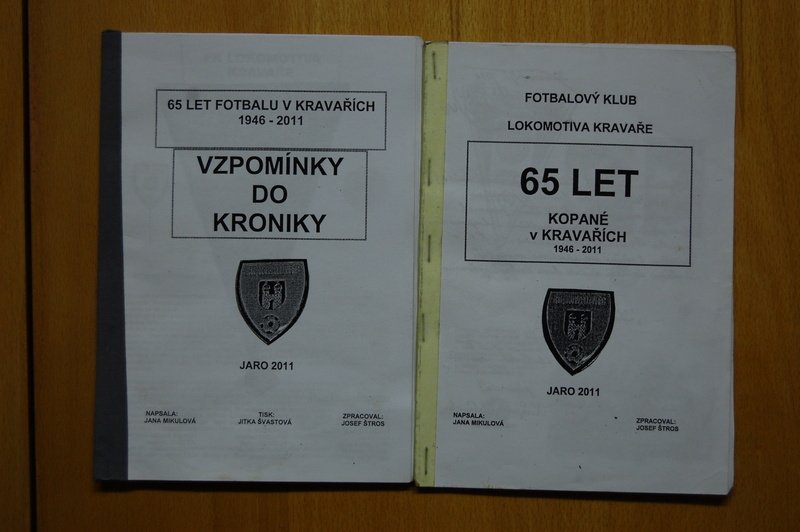 65 LET FOTBALU V KRAVAŘÍCH
1946 - 2011
VZPOMÍNKY
DO
KRONIKY
JARO 2011
NAPSALA:
JANA MIKULOVÁ
TISK:
JITKA ŠVASTOVÁ
ZPRACOVAL:
JOSEF ŠTROS
FOTBALOVÝ KLUB
LOKOMOTIVA KRAVAŘE
65 LET
KOPANÉ
v KRAVAŘÍCH
1946 - 2011
JARO 2011
NAPSALA:
JANA MIKULOVÁ
ZPRACOVAL:
JOSEF ŠTROS